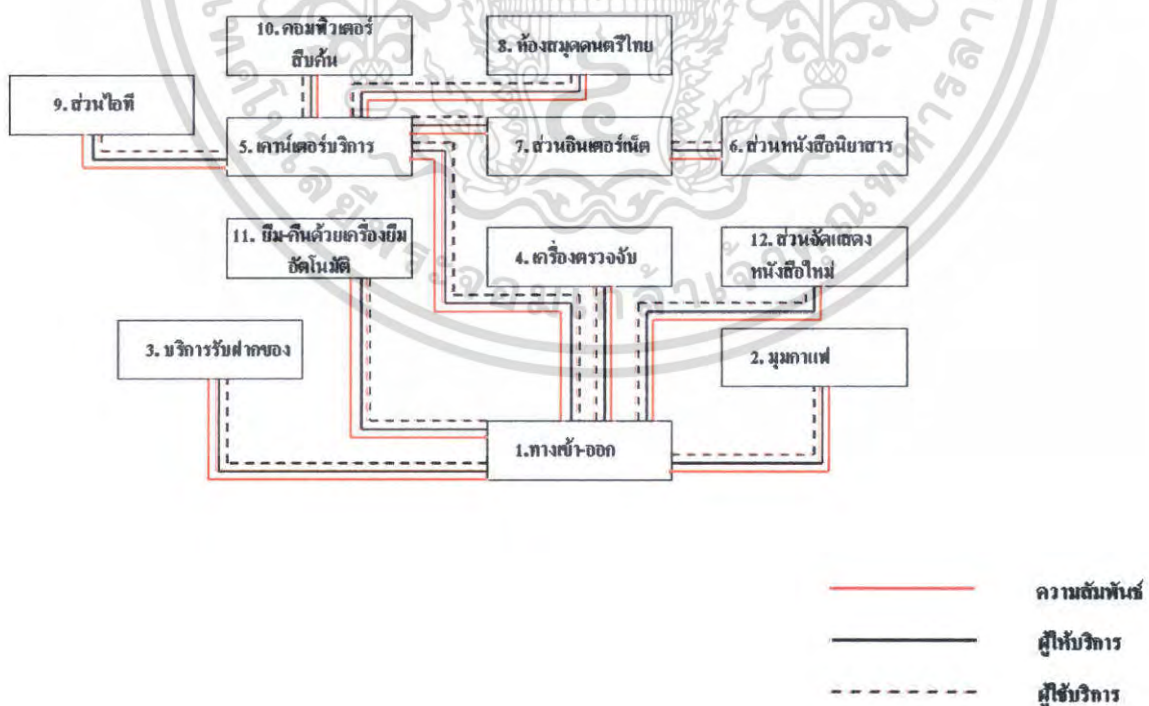 10. คอมพิวเตอร์
สืบค้น
8. ห้องสมุดดนตรีไทย
9. ส่วนไอที
5. เคาน์เตอร์บริการ
7. ส่วนอินเตอร์เน็ต
6. ส่วนหนังสือนิยาสาร
11. ยืม-คืนด้วยเครื่องยืม
อัตโนมัติ
4. เครื่องตรวจจับ
12. ส่วนจัดแสดง
หนังสือใหม่
3. บริการรับฝากของ
2. มุมกาแฟ
1.ทางเข้า-ออก
ความสัมพันธ์
ผู้ให้บริการ
ผู้ใช้บริการ